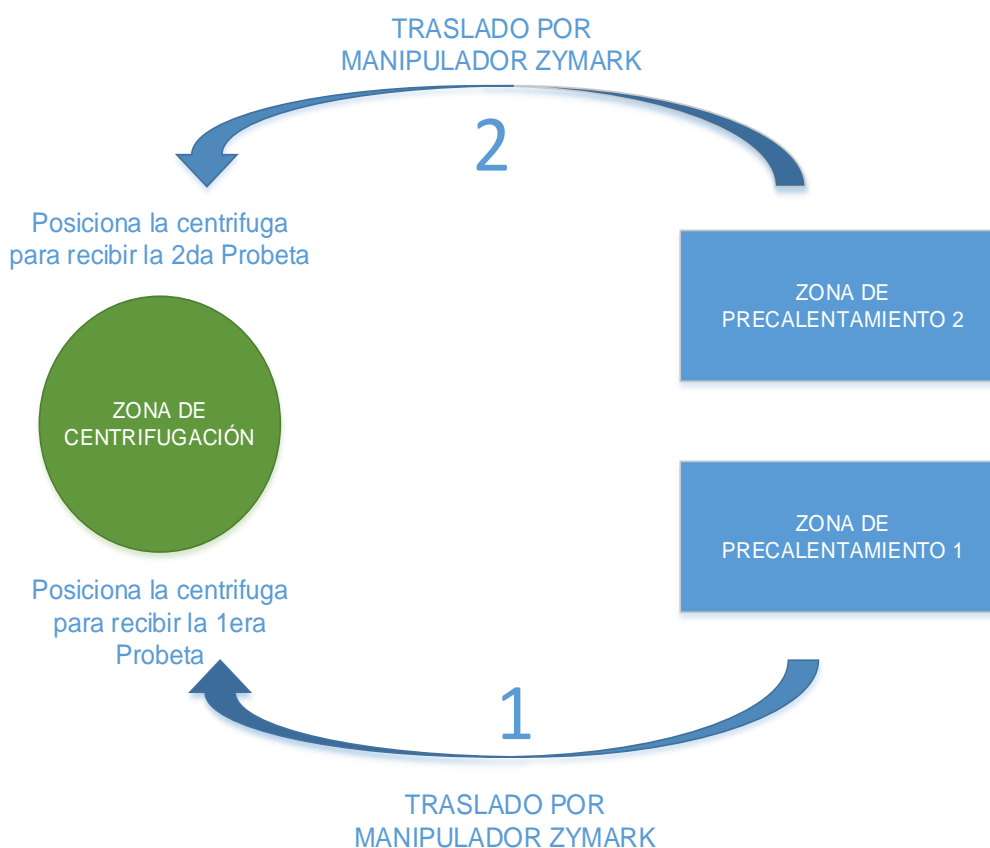 TRASLADO POR
MANIPULADOR ZYMARK
2
Posiciona la centrifuga
para recibir la 2da Probeta
ZONA DE
PRECALENTAMIENTO 2
ZONA DE
CENTRIFUGACIÓN
ZONA DE
PRECALENTAMIENTO 1
Posiciona la centrifuga
para recibir la 1era
Probeta
1
TRASLADO POR
MANIPULADOR ZYMARK